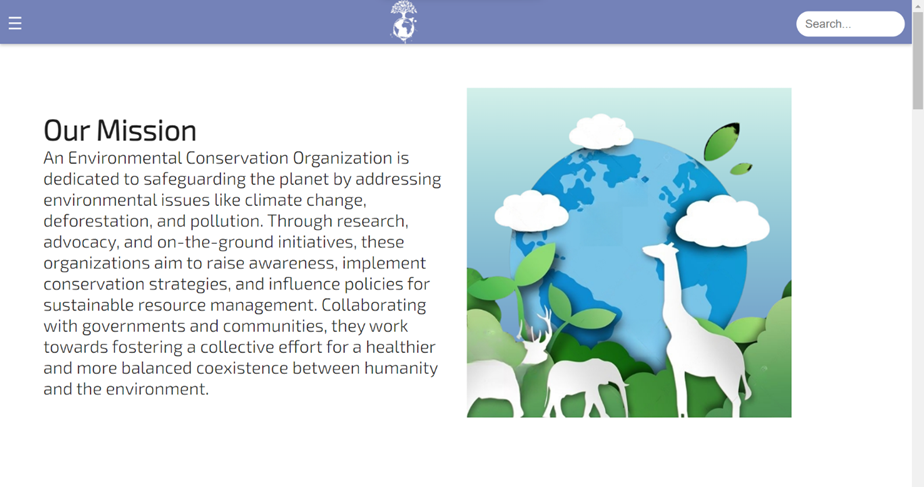 Search...
Our Mission
An Environmental Conservation Organization is
dedicated to safeguarding the planet by addressing
environmental issues like climate change,
deforestation, and pollution. Through research,
advocacy, and on-the-ground initiatives, these
organizations aim to raise awareness, implement
conservation strategies, and influence policies for
sustainable resource management. Collaborating
with governments and communities, they work
towards fostering a collective effort for a healthier
and more balanced coexistence between humanity
and the environment.